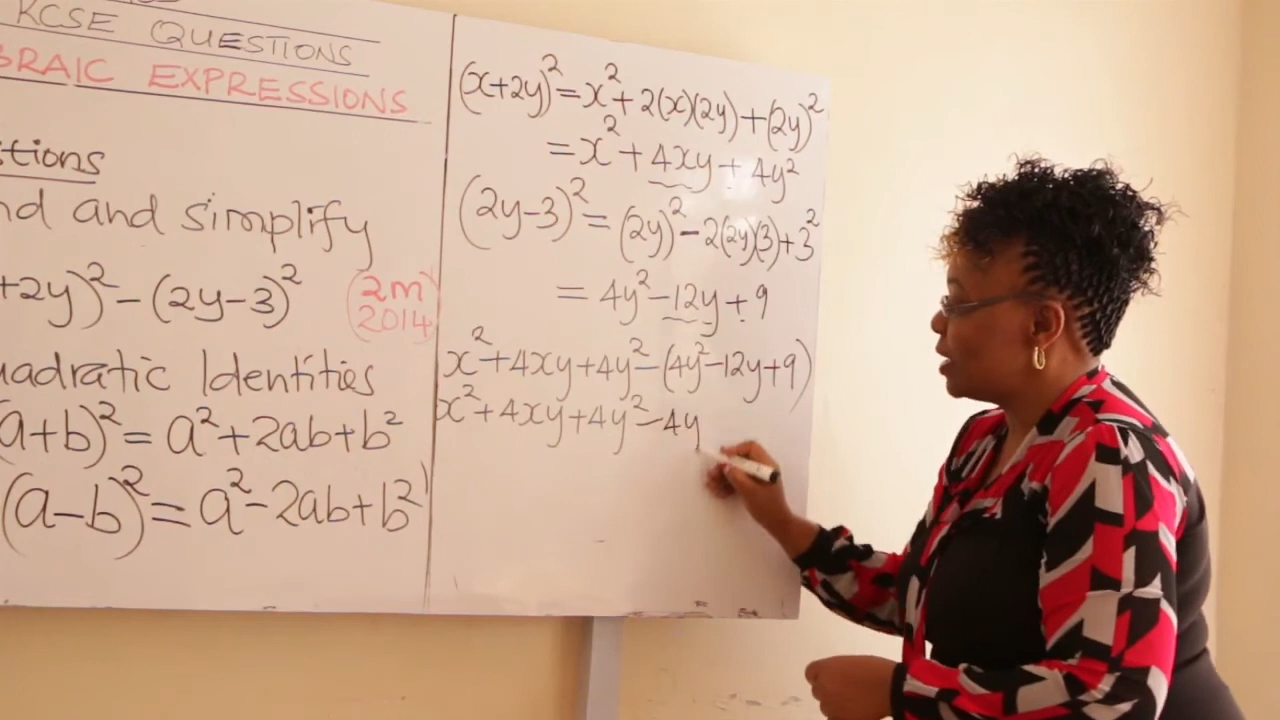 KCSE QUESTIONS
BRAIC EXPRESSIONS
tions
nd and simplify
+2y)² - (2y-3)²
(2m
2014)
uadratic Identities
(a+b)² = a²+2ab+b²
(a-b)² = a²-2ab+b²
(x+2y)² = x²+2(x)(2y)+(2y)²
= x²+4xy+4y²
(2y-3)² = (2y)²-2(2y)(3)+3²
= 4y²-12y+9
x²+4xy+4y²-(4y²-12y+9)
x²+4xy+4y²-4y